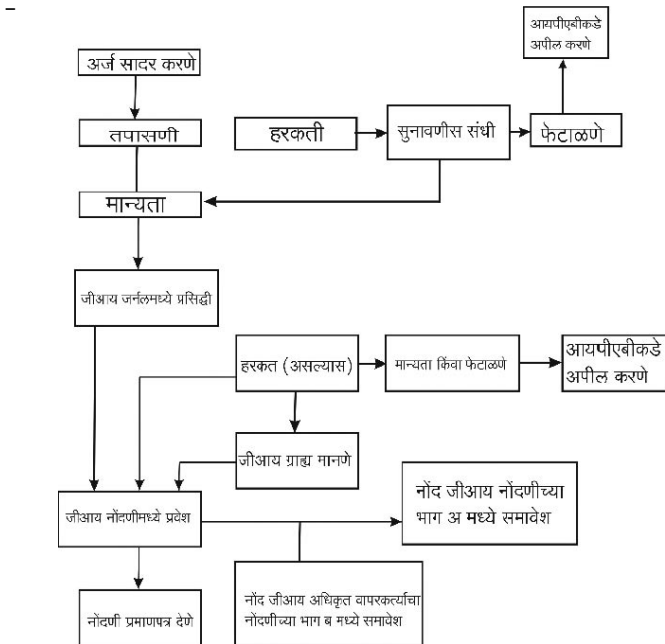 आयपीएबीकडे
अपील करणे
अर्ज सादर करणे
तपासणी
हरकती
सुनावणीस संधी
फेटाळणे
मान्यता
जीआय जर्नलमध्ये प्रसिद्धी
हरकत (असल्यास)
मान्यता किंवा फेटाळणे
आयपीएबीकडे
अपील करणे
जीआय ग्राह्य मानणे
जीआय नोंदणीमध्ये प्रवेश
नोंद जीआय नोंदणीच्या
भाग अ मध्ये समावेश
नोंदणी प्रमाणपत्र देणे
नोंद जीआय अधिकृत वापरकर्त्याचा
नोंदणीच्या भाग ब मध्ये समावेश